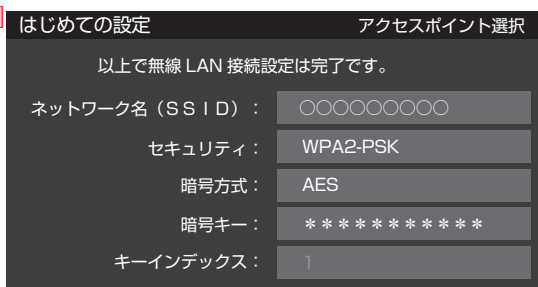 ]
はじめての設定 アクセスポイント選択
以上で無線 LAN 接続設定は完了です。
ネットワーク名（ＳＳＩＤ）： ○○○○○○○○○
セキュリティ： WPA2-PSK
暗号方式： AES
暗号キー： ＊＊＊＊＊＊＊＊＊＊＊
キーインデックス： 1